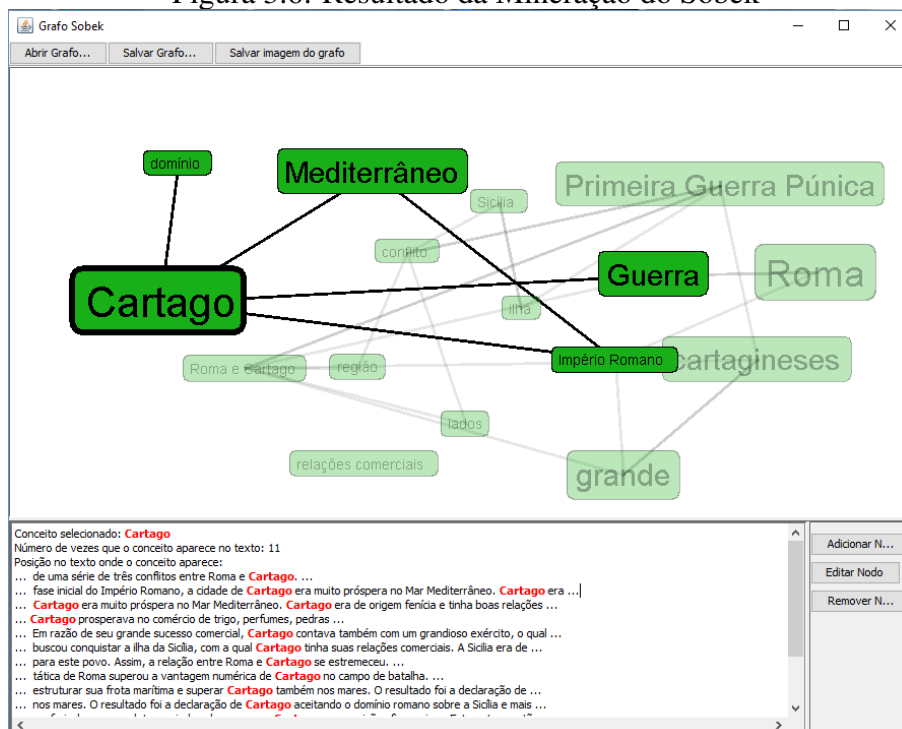 Figura 3.6: Resultado da Mineração do Sobek
Grafo Sobek
Abrir Grafo... Salvar Grafo... Salvar imagem do grafo
domínio
Mediterrâneo
Primeira Guerra Púnica
Sicília
conflito
Guerra
Roma
Cartago
ilha
Império Romano
cartagineses
Roma e Cartago
região
lados
relações comerciais
grande
Conceito selecionado: Cartago
Número de vezes que o conceito aparece no texto: 11
Posição no texto onde o conceito aparece:
... de uma série de três conflitos entre Roma e Cartago. ...
... fase inicial do Império Romano, a cidade de Cartago era muito próspera no Mar Mediterrâneo. Cartago era ...
... Cartago era muito próspera no Mar Mediterrâneo. Cartago era de origem fenícia e tinha boas relações ...
... Cartago prosperava no comércio de trigo, perfumes, pedras ...
... Em razão de seu grande sucesso comercial, Cartago contava também com um grandioso exército, o qual ...
... buscou conquistar a ilha da Sicília, com a qual Cartago tinha suas relações comerciais. A Sicilia era de ...
... para este povo. Assim, a relação entre Roma e Cartago se estremeceu. ...
... tática de Roma superou a vantagem numérica de Cartago no campo de batalha. ...
... estruturar sua frota marítima e superar Cartago também nos mares. O resultado foi a declaração de ...
... nos mares. O resultado foi a declaração de Cartago aceitando o domínio romano sobre a Sicília e mais ...
Adicionar N...
Editar Nodo
Remover N...